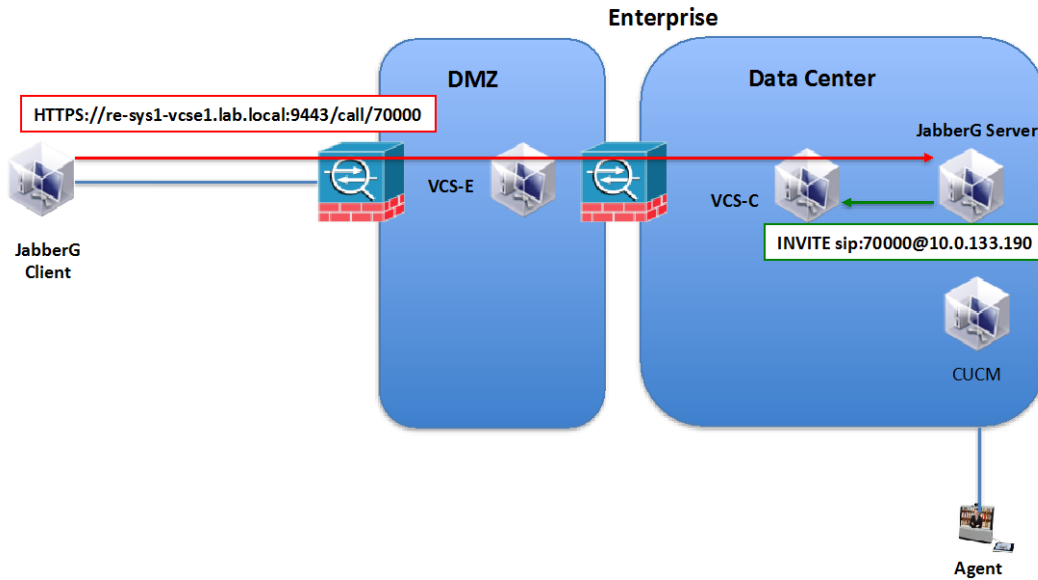 Enterprise
DMZ
Data Center
HTTPS://re-sys1-vcse1.lab.local:9443/call/70000
JabberG Server
VCS-E
VCS-C
INVITE sip:70000@10.0.133.190
JabberG
Client
CUCM
Agent